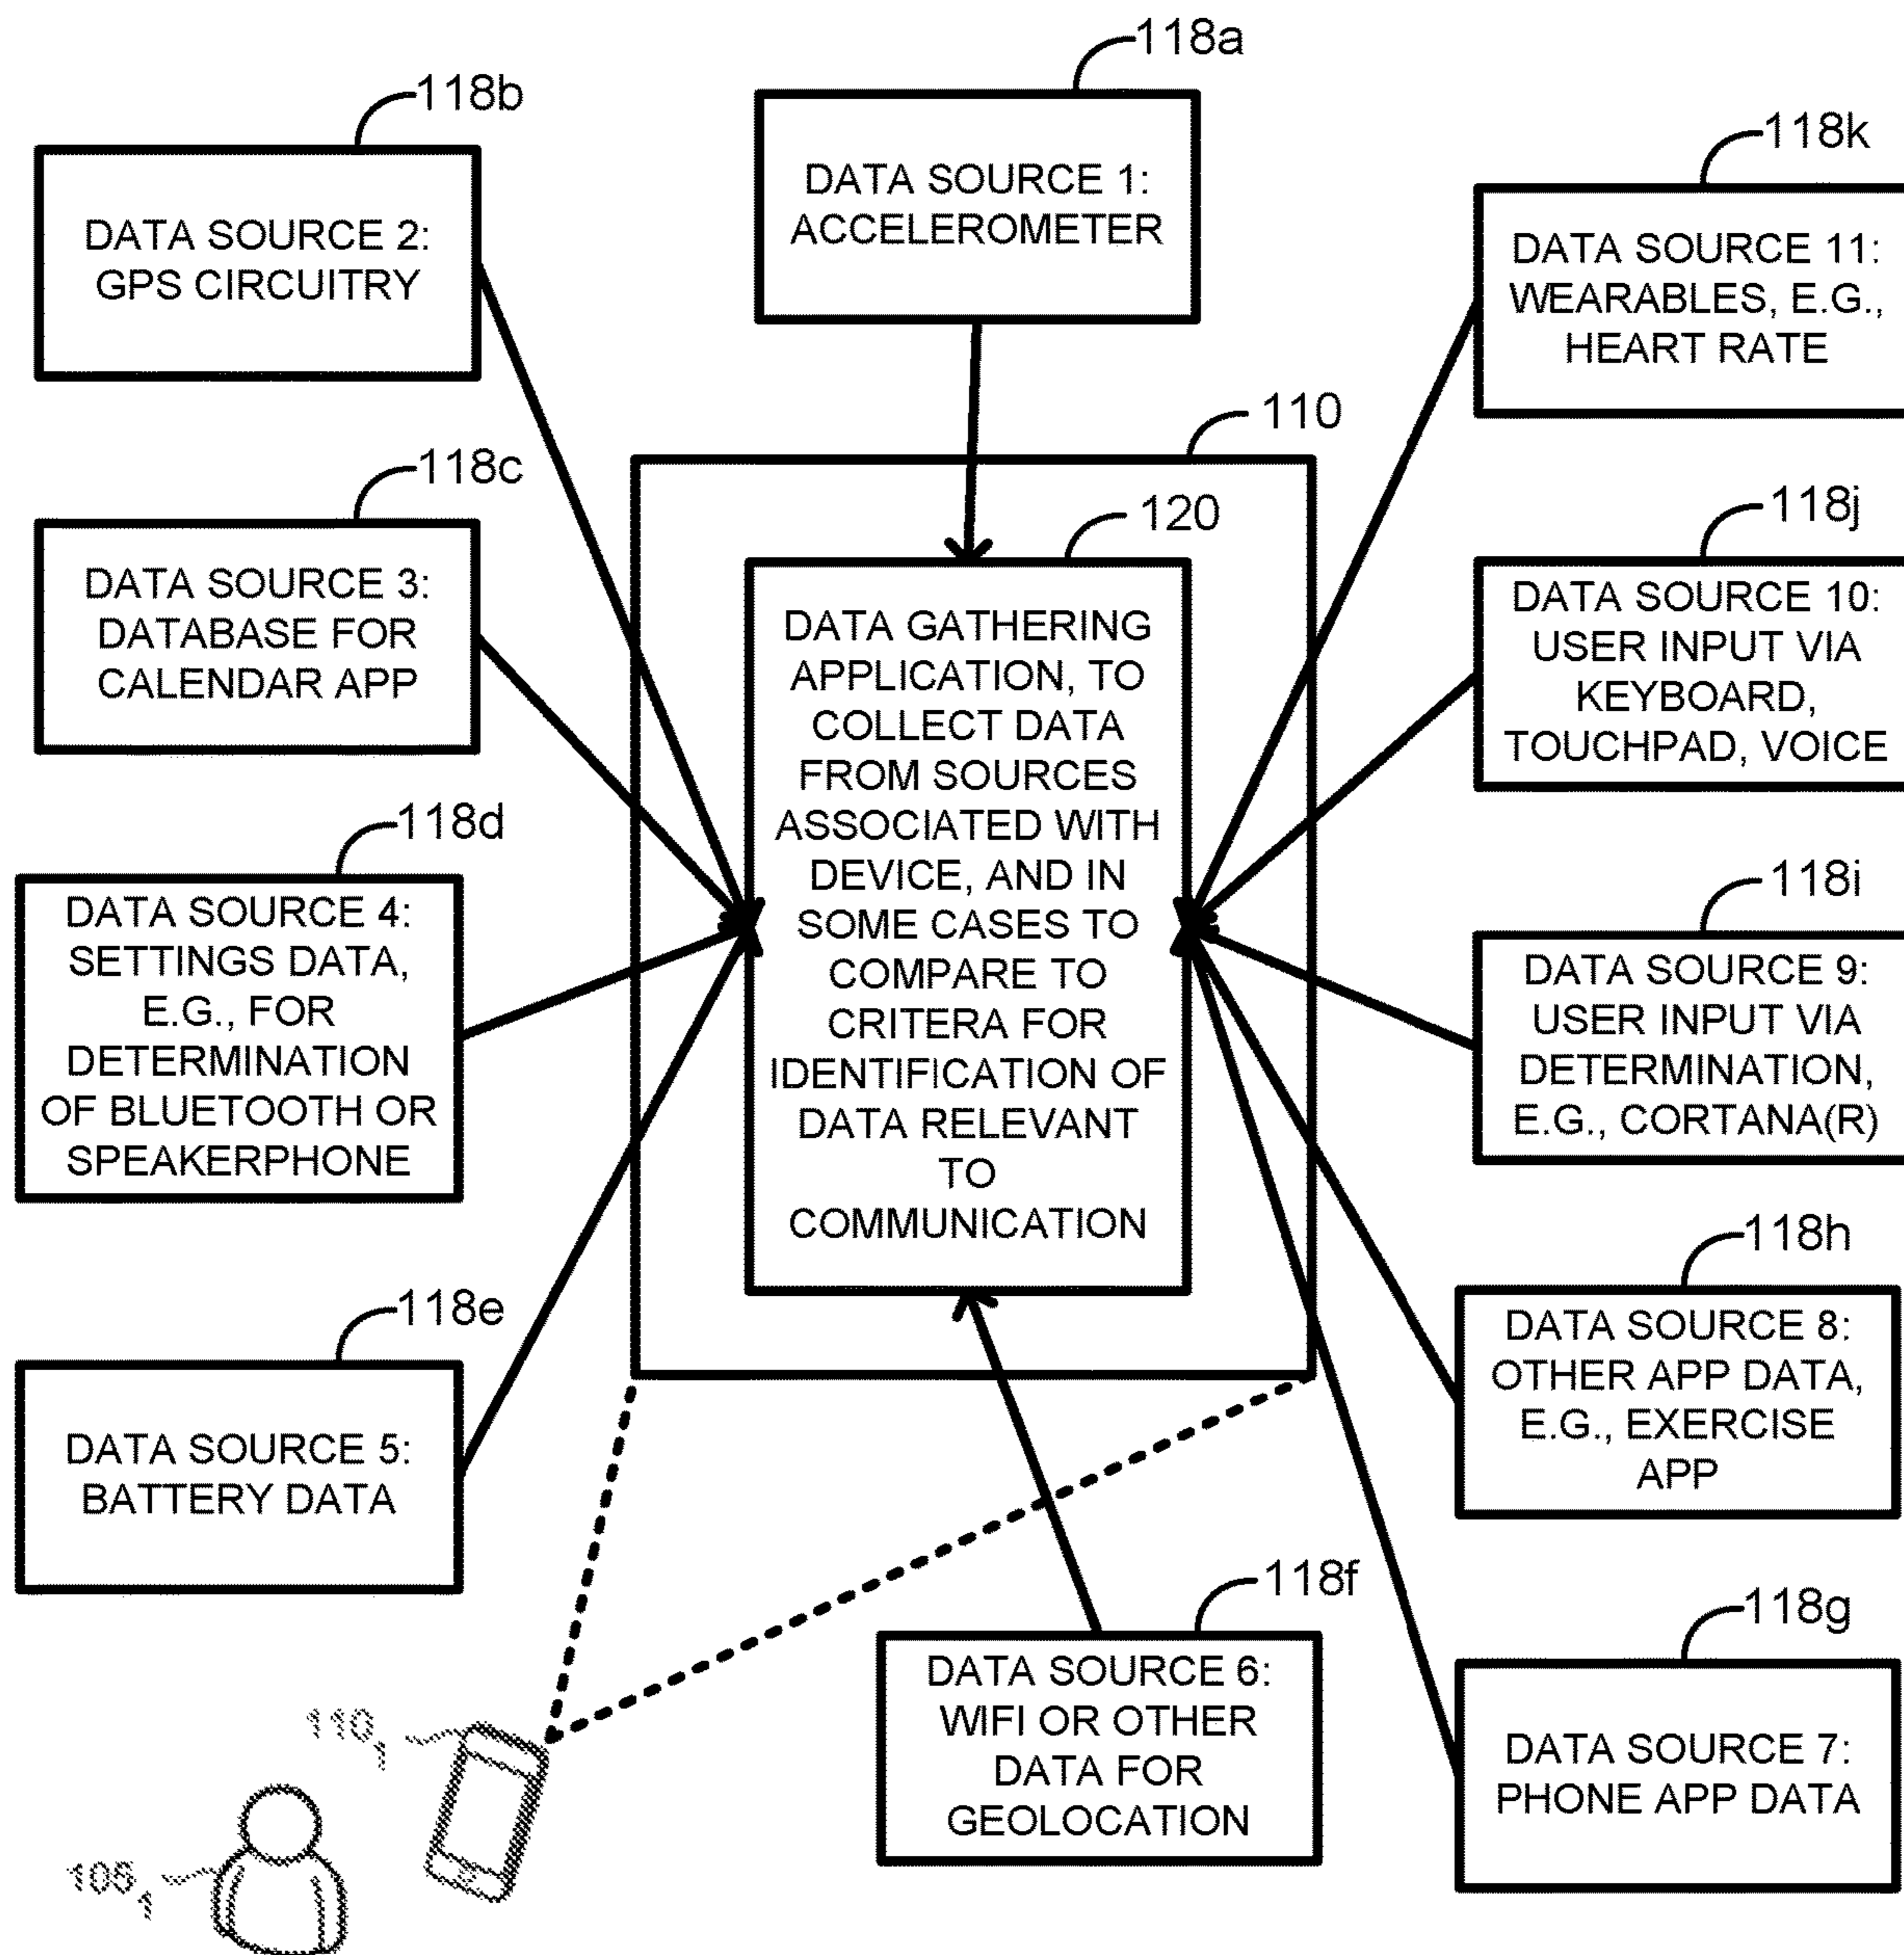 118a
DATA SOURCE 1:
ACCELEROMETER
118b
DATA SOURCE 2:
GPS CIRCUITRY
118c
DATA SOURCE 3:
DATABASE FOR
CALENDAR APP
118d
DATA SOURCE 4:
SETTINGS DATA,
E.G., FOR
DETERMINATION
OF BLUETOOTH OR
SPEAKERPHONE
118e
DATA SOURCE 5:
BATTERY DATA
110
120
DATA GATHERING
APPLICATION, TO
COLLECT DATA
FROM SOURCES
ASSOCIATED WITH
DEVICE, AND IN
SOME CASES TO
COMPARE TO
CRITERA FOR
IDENTIFICATION OF
DATA RELEVANT
TO
COMMUNICATION
118k
DATA SOURCE 11:
WEARABLES, E.G.,
HEART RATE
118j
DATA SOURCE 10:
USER INPUT VIA
KEYBOARD,
TOUCHPAD, VOICE
118i
DATA SOURCE 9:
USER INPUT VIA
DETERMINATION,
E.G., CORTANA(R)
118h
DATA SOURCE 8:
OTHER APP DATA,
E.G., EXERCISE
APP
118g
DATA SOURCE 7:
PHONE APP DATA
118f
DATA SOURCE 6:
WIFI OR OTHER
DATA FOR
GEOLOCATION
110
1
105
1